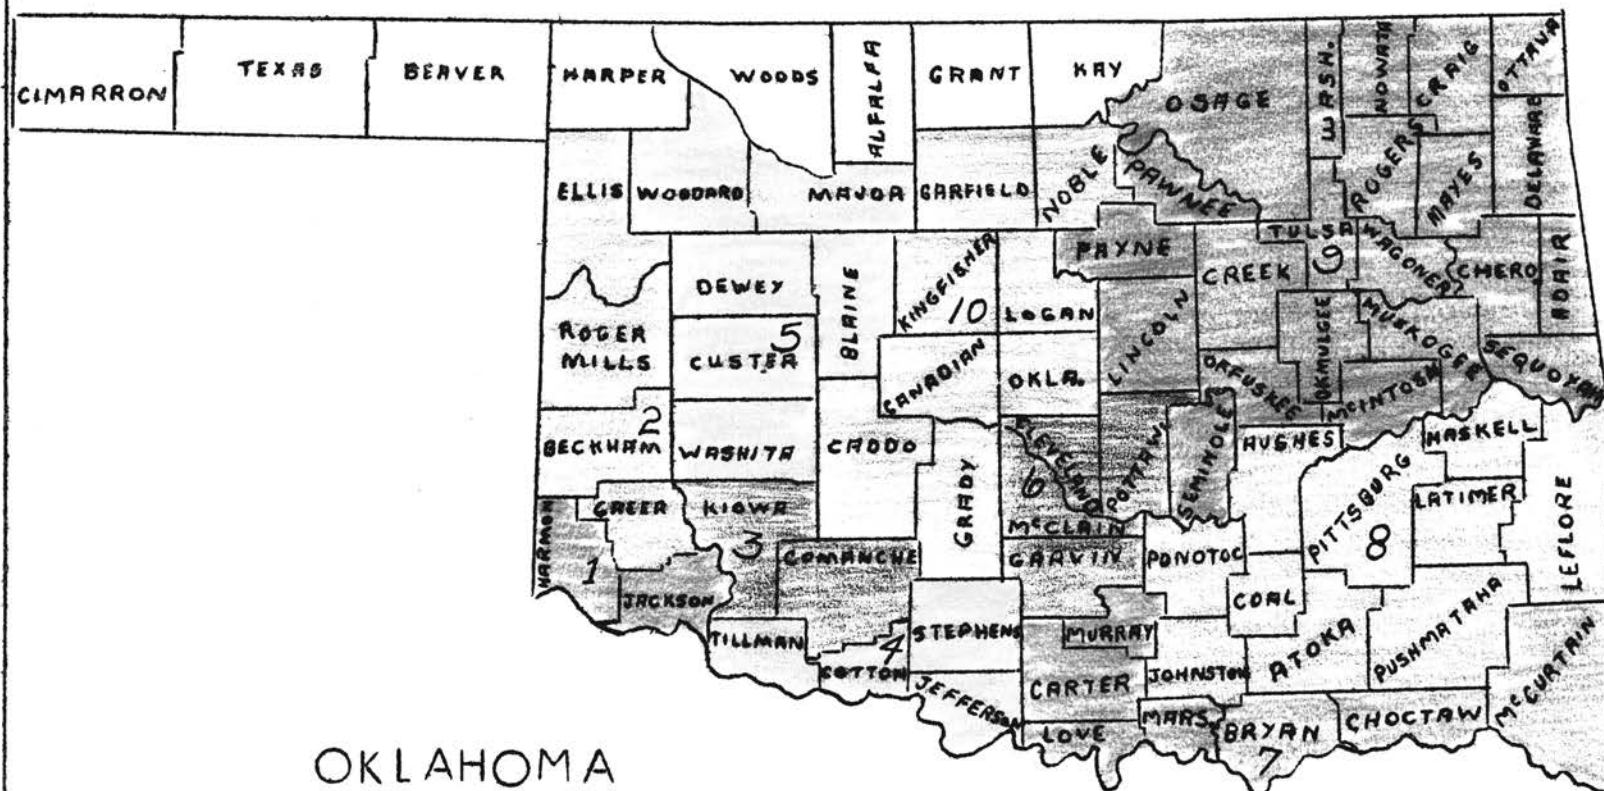 CIMARRON
TEXAS
BEAVER
HARPER
WOODS
ALFALFA
GRANT
KAY
OSAGE
WASH.
NOWATA
CRAIG
OTTAWA
ELLIS
WOODARD
MAJOR
GARFIELD
NOBLE
PAWNEE
ROGERS
MAYES
DELAWARE
DEWEY
BLAINE
KINGFISHER
10
LOGAN
PAYNE
CREEK
TULSA
9
WAGONER
CHERO.
ADAIR
ROGER
MILLS
5
CUSTER
CANADIAN
OKLA.
LINCOLN
OKMULGEE
MUSKOGEE
SEQUOYAH
ORFUSKEE
McINTOSH
2
BECKHAM
WASHITA
CADDO
CLEVELAND
6
POTTAW.
SEMINOLE
HUGHES
HASKELL
HARMON
GREER
KIOWA
3
GRADY
McCLAIN
PITTSBURG
8
LATIMER
LEFLORE
1
JACKSON
COMANCHE
GARVIN
PONOTOC
COAL
TILLMAN
4
COTTON
STEPHENS
MURRAY
JOHNSTON
ATOKA
PUSHMATAHA
McCURTAIN
JEFFERSON
CARTER
LOVE
MARS.
BRYAN
7
CHOCTAW
OKLAHOMA